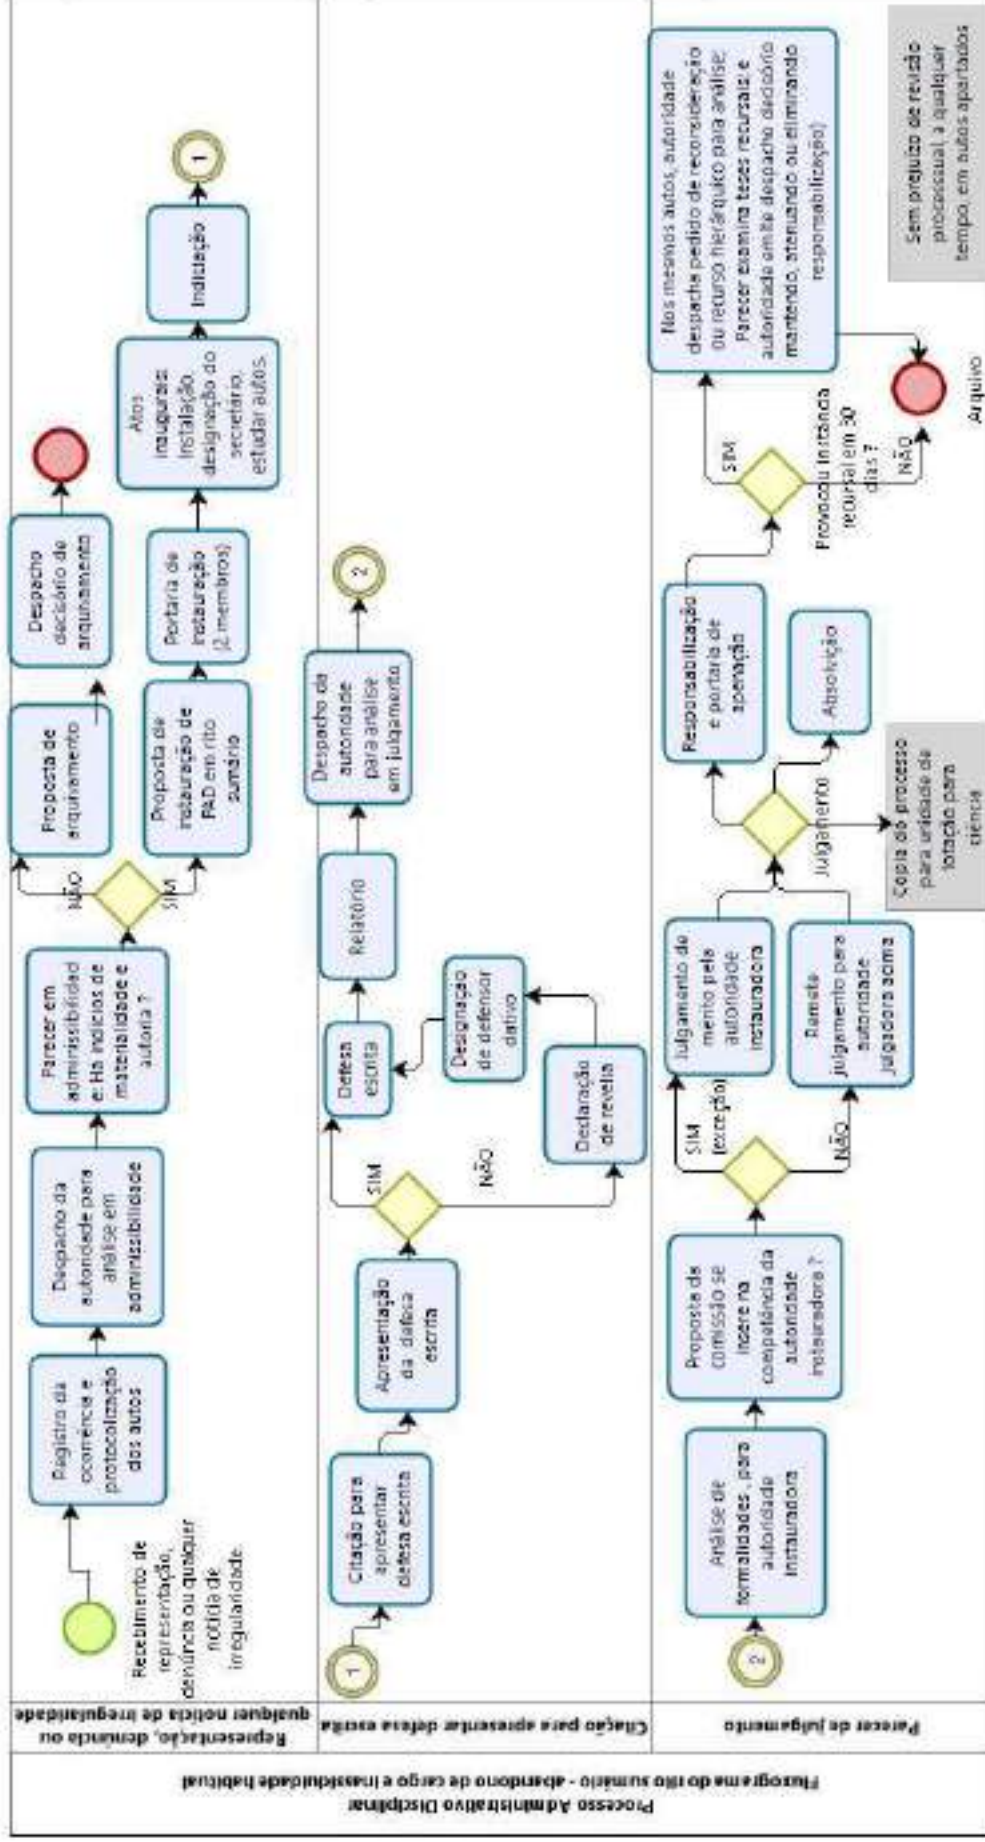 Processo Administrativo Disciplinar
Fluxograma do rito sumário - abandono de cargo e inassiduidade habitual
Representação, denúncia ou
qualquer notícia de irregularidade
Recebimento de
representação,
denúncia ou qualquer
notícia de
irregularidade
Registro da
ocorrência e
protocolização
dos autos
Despacho da
autoridade para
análise em
admissibilidade
Parecer em
admissibilidad
e: Há indícios de
materialidade e
autoria ?
NÃO
SIM
Proposta de
arquivamento
Despacho
decisório de
arquivamento
Proposta de
instauração de
PAD em rito
sumário
Portaria de
instauração
(2 membros)
Atos
inaugurais:
instalação,
designação do
secretário,
estudar autos.
Indiciação
1
Citação para apresentar defesa escrita
1
Citação para
apresentar
defesa escrita
Apresentação
da defesa
escrita
SIM
NÃO
Defesa
escrita
Declaração
de revelia
Designação
de defensor
dativo
Relatório
Despacho da
autoridade
para análise
em julgamento
2
Parecer de julgamento
2
Análise de
formalidades, para
autoridade
instauradora
Proposta da
comissão se
insere na
competência da
autoridade
instauradora ?
SIM
(exceção)
NÃO
Julgamento de
mérito pela
autoridade
instauradora
Remete
julgamento para
autoridade
julgadora acima
Julgamento
Cópia do processo
para unidade de
lotação para
ciência
Responsabilização
e portaria de
apenação
Absolvição
Provocou instância
recursal em 30
dias ?
SIM
NÃO
Nos mesmos autos, autoridade
despacha pedido de reconsideração
ou recurso hierárquico para análise;
Parecer examina teses recursais; e
autoridade emite despacho decisório
mantendo, atenuando ou eliminando
responsabilização)
Arquivo
Sem prejuízo de revisão
processual, a qualquer
tempo, em autos apartados